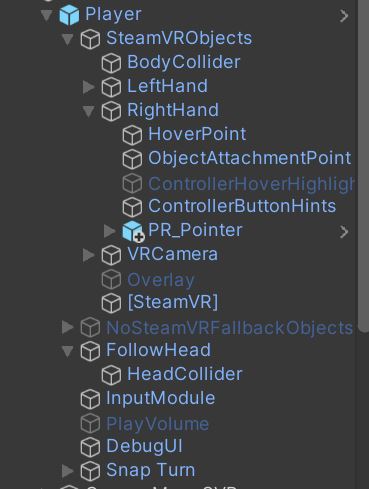 Player
SteamVRObjects
BodyCollider
LeftHand
RightHand
HoverPoint
ObjectAttachmentPoint
ControllerHoverHighligh
ControllerButtonHints
PR_Pointer
VRCamera
Overlay
[SteamVR]
NoSteamVRFallbackObjects
FollowHead
HeadCollider
InputModule
PlayVolume
DebugUI
Snap Turn